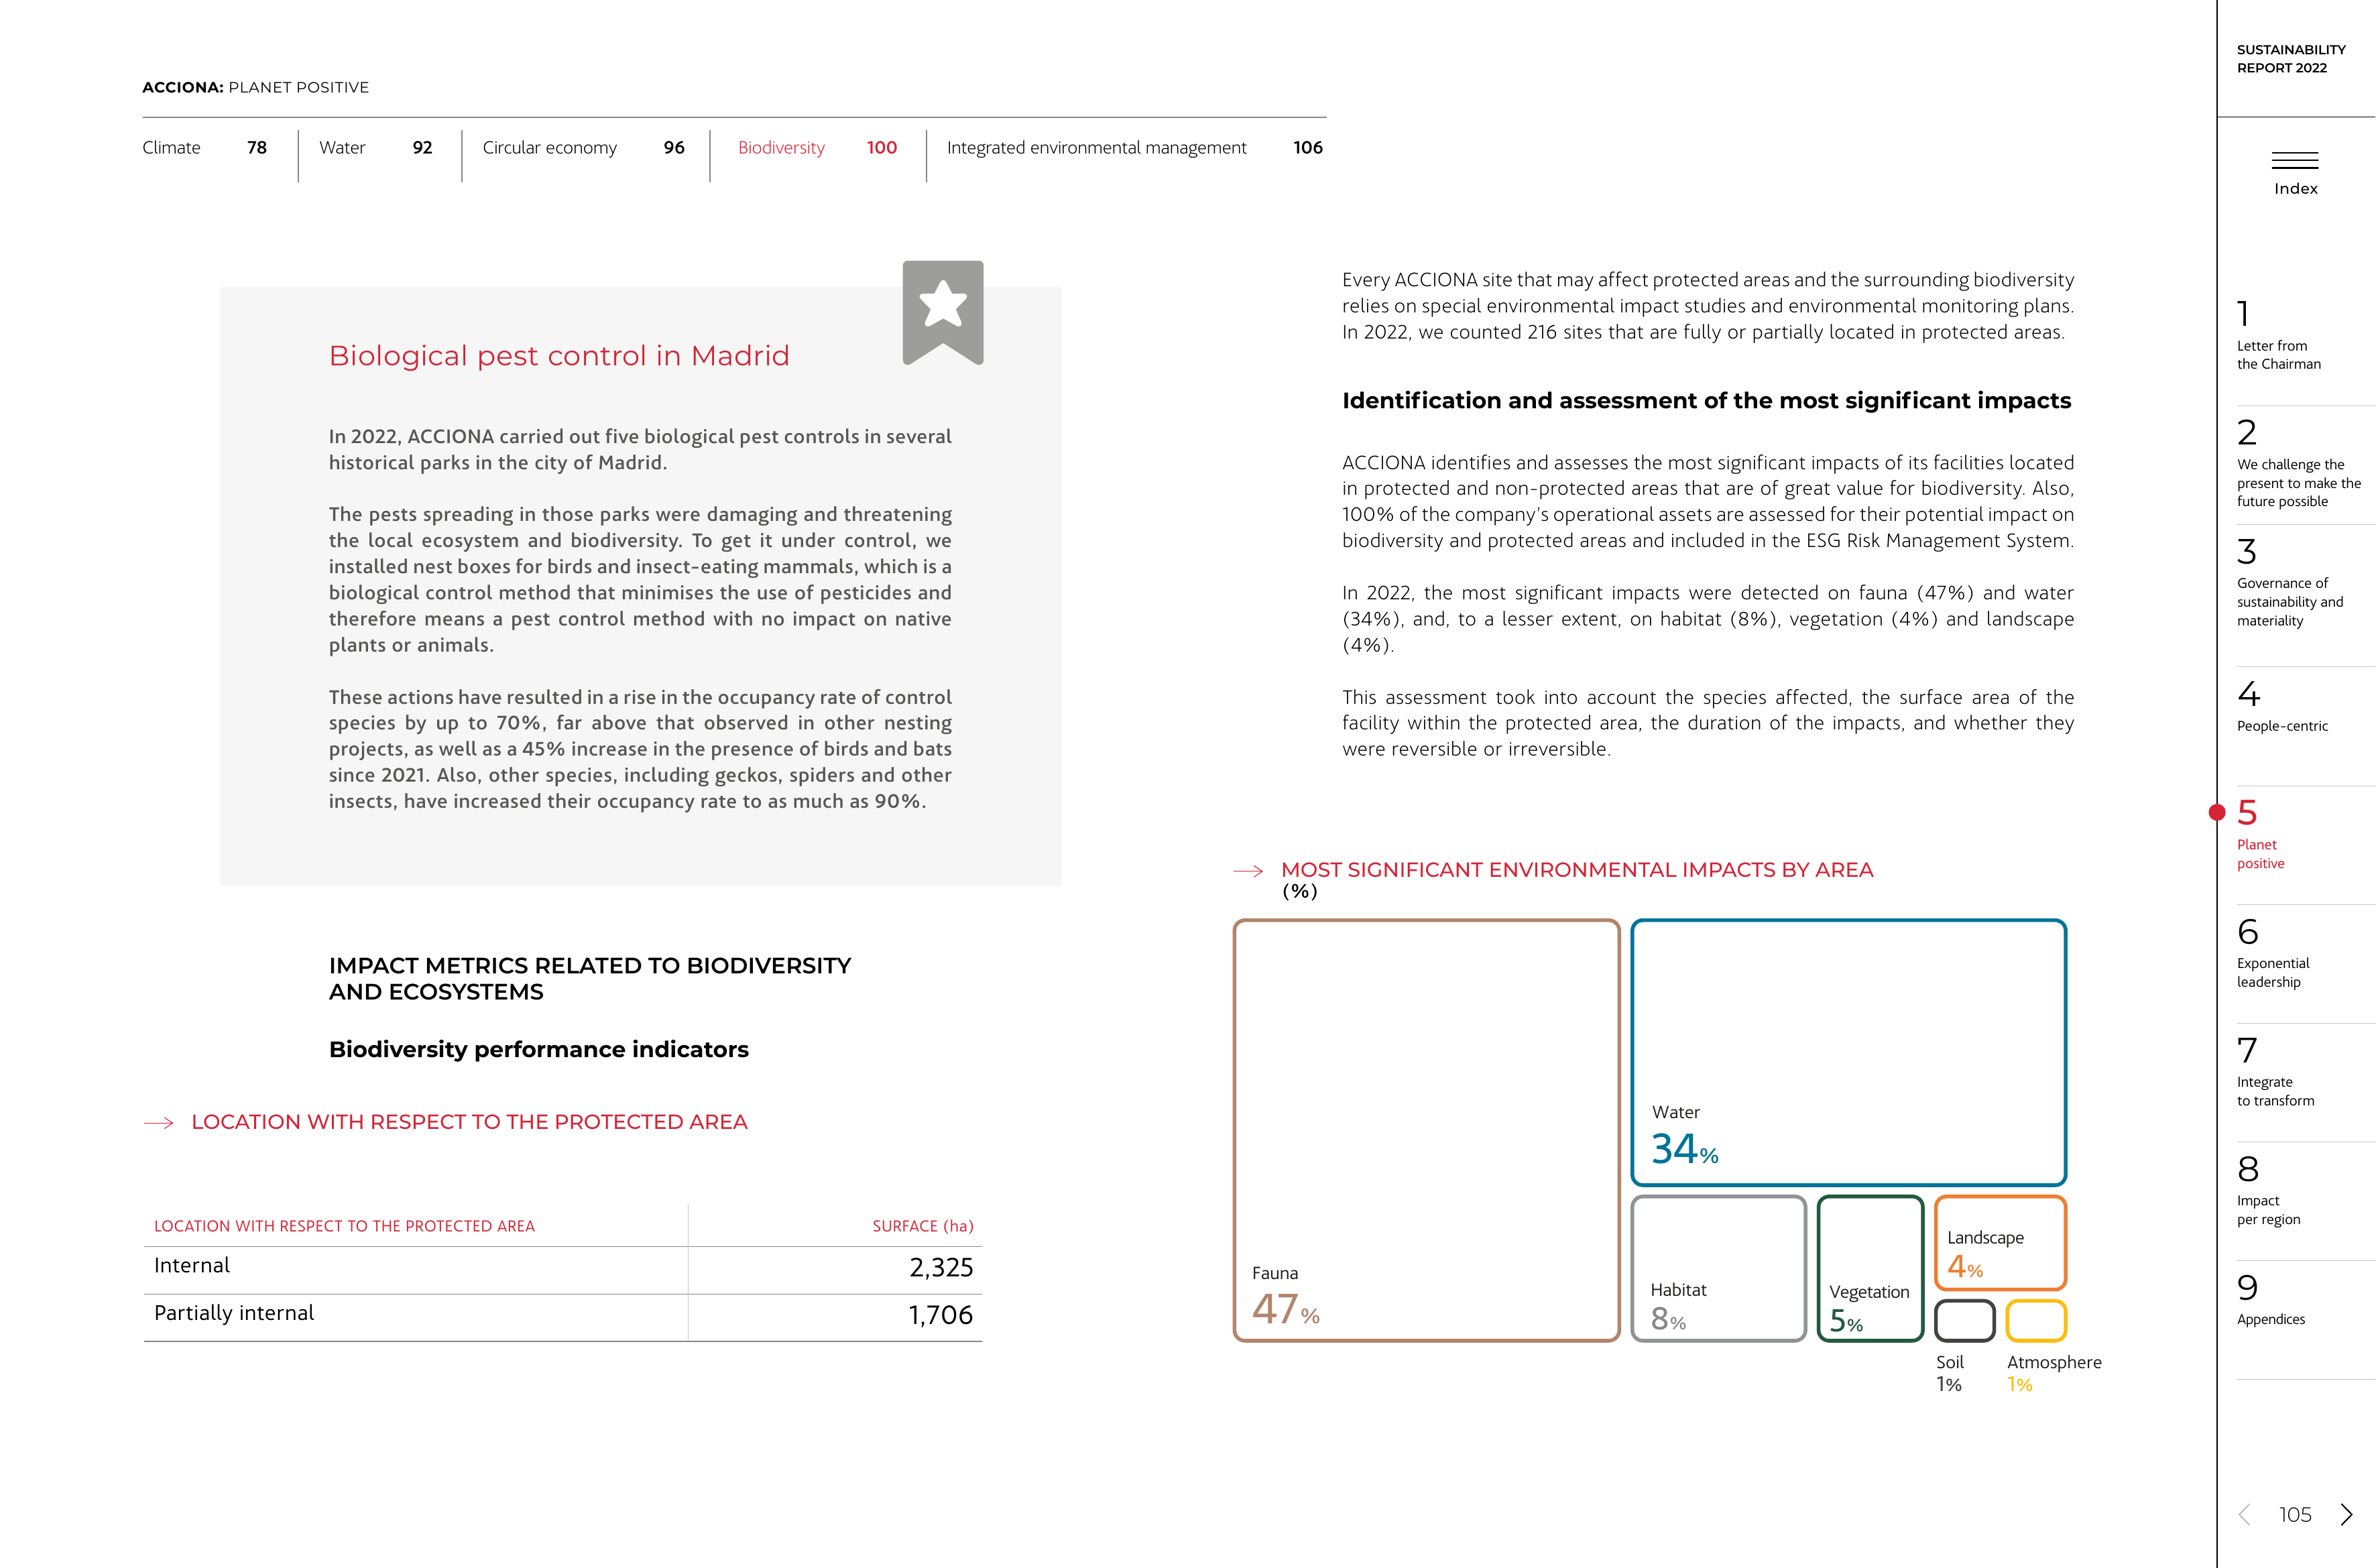 ACCIONA: PLANET POSITIVE
Climate 78
Water 92
Circular economy 96
Biodiversity 100
Integrated environmental management 106
Biological pest control in Madrid
In 2022, ACCIONA carried out five biological pest controls in several
historical parks in the city of Madrid.
The pests spreading in those parks were damaging and threatening
the local ecosystem and biodiversity. To get it under control, we
installed nest boxes for birds and insect-eating mammals, which is a
biological control method that minimises the use of pesticides and
therefore means a pest control method with no impact on native
plants or animals.
These actions have resulted in a rise in the occupancy rate of control
species by up to 70%, far above that observed in other nesting
projects, as well as a 45% increase in the presence of birds and bats
since 2021. Also, other species, including geckos, spiders and other
insects, have increased their occupancy rate to as much as 90%.
IMPACT METRICS RELATED TO BIODIVERSITY
AND ECOSYSTEMS
Biodiversity performance indicators
LOCATION WITH RESPECT TO THE PROTECTED AREA
LOCATION WITH RESPECT TO THE PROTECTED AREA SURFACE (ha)
Internal 2,325
Partially internal 1,706
Every ACCIONA site that may affect protected areas and the surrounding biodiversity
relies on special environmental impact studies and environmental monitoring plans.
In 2022, we counted 216 sites that are fully or partially located in protected areas.
Identification and assessment of the most significant impacts
ACCIONA identifies and assesses the most significant impacts of its facilities located
in protected and non-protected areas that are of great value for biodiversity. Also,
100% of the company's operational assets are assessed for their potential impact on
biodiversity and protected areas and included in the ESG Risk Management System.
In 2022, the most significant impacts were detected on fauna (47%) and water
(34%), and, to a lesser extent, on habitat (8%), vegetation (4%) and landscape
(4%).
This assessment took into account the species affected, the surface area of the
facility within the protected area, the duration of the impacts, and whether they
were reversible or irreversible.
MOST SIGNIFICANT ENVIRONMENTAL IMPACTS BY AREA
(%)
Fauna
47%
Water
34%
Habitat
8%
Vegetation
5%
Landscape
4%
Soil
1%
Atmosphere
1%
SUSTAINABILITY
REPORT 2022
Index
1
Letter from
the Chairman
2
We challenge the
present to make the
future possible
3
Governance of
sustainability and
materiality
4
People-centric
5
Planet
positive
6
Exponential
leadership
7
Integrate
to transform
8
Impact
per region
9
Appendices
105